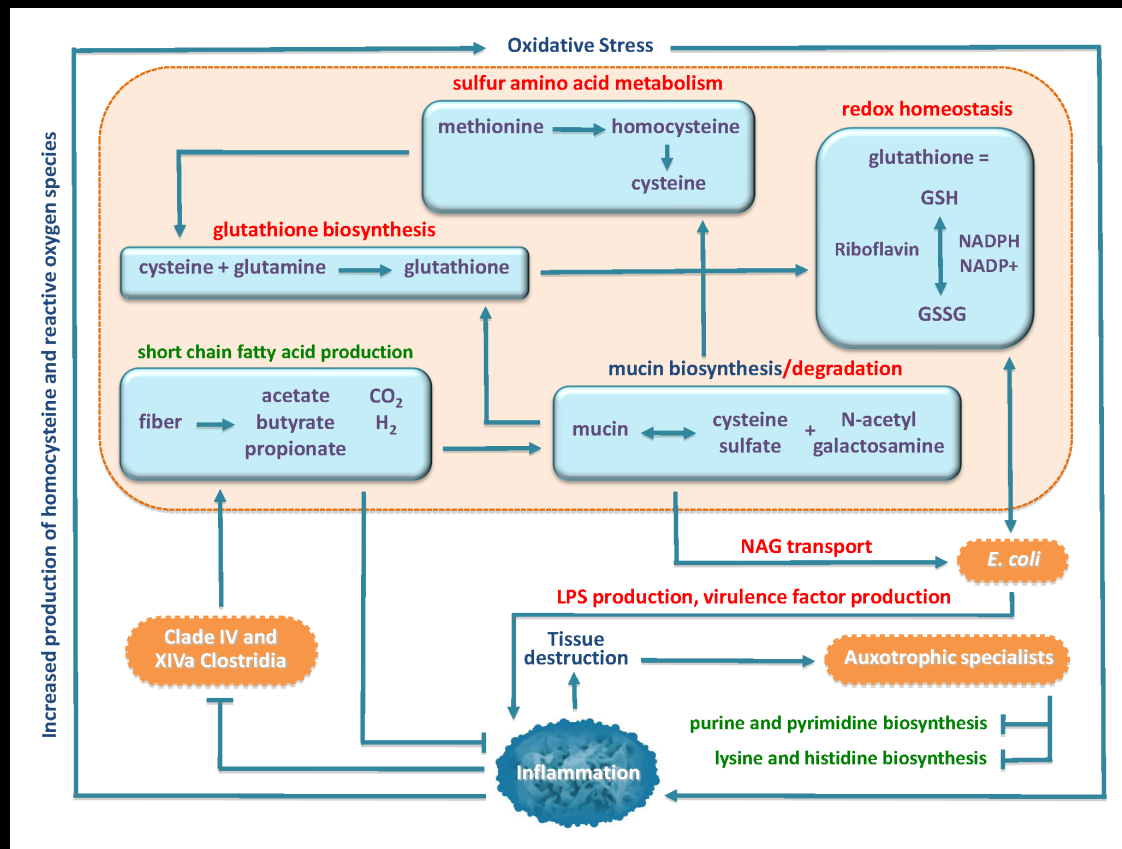 Oxidative Stress
sulfur amino acid metabolism
redox homeostasis
methionine
homocysteine
cysteine
glutathione =
GSH
Riboflavin
NADPH
NADP+
GSSG
glutathione biosynthesis
cysteine + glutamine
glutathione
short chain fatty acid production
fiber
acetate
butyrate
propionate
CO₂
H₂
mucin biosynthesis/degradation
mucin
cysteine
sulfate
+
N-acetyl
galactosamine
Increased production of homocysteine and reactive oxygen species
NAG transport
E. coli
LPS production, virulence factor production
Clade IV and
XIVa Clostridia
Tissue
destruction
Auxotrophic specialists
purine and pyrimidine biosynthesis
lysine and histidine biosynthesis
Inflammation